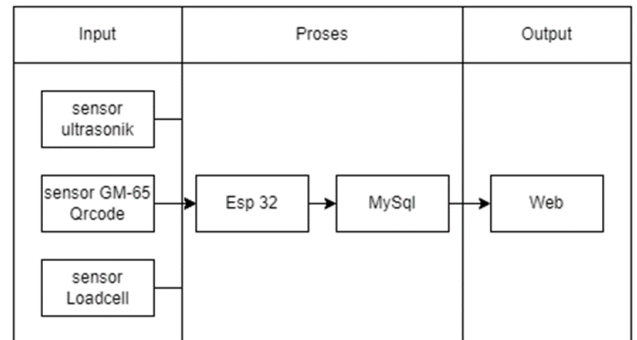 Input
Proses
Output
sensor
ultrasonik
sensor GM-65
Qrcode
Esp 32
MySql
Web
sensor
Loadcell